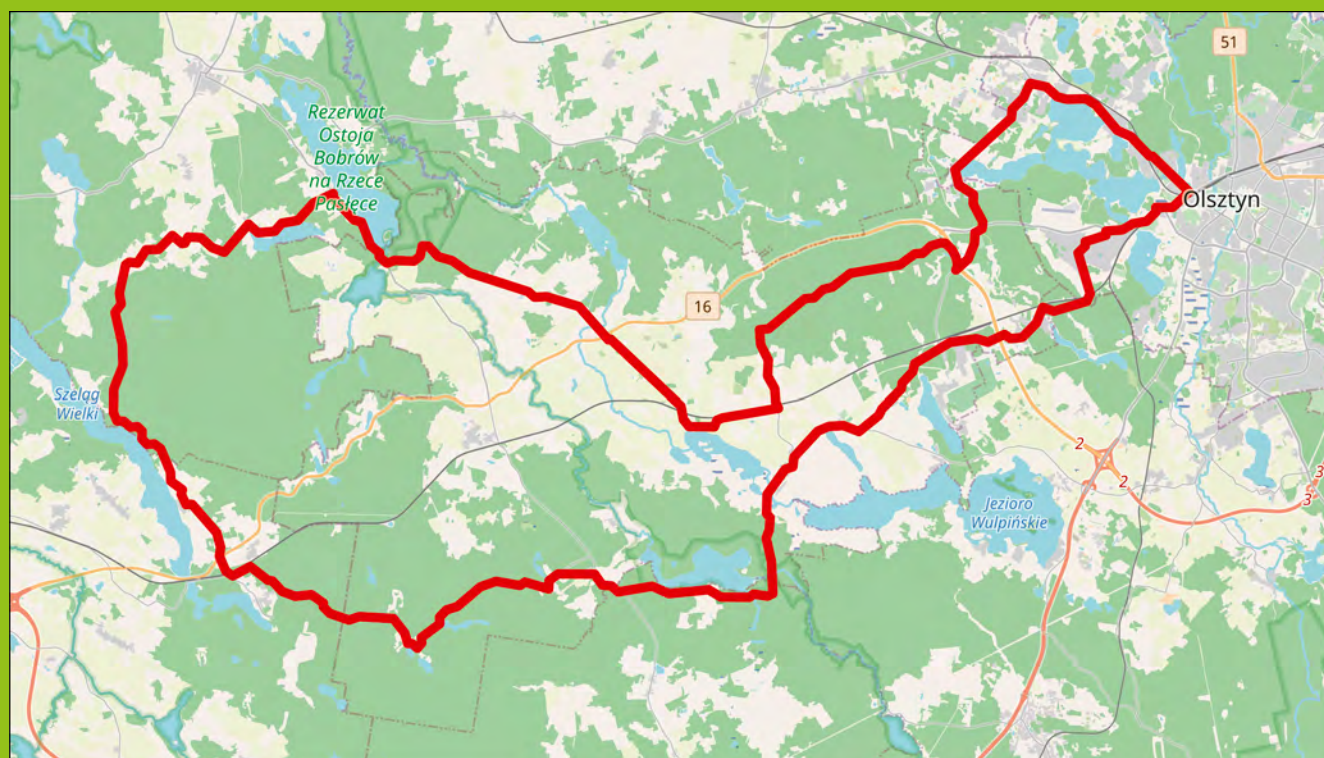 51
Rezerwat
Ostoja
Bobrów
na Rzece
Pasłęce
Olsztyn
16
Szeląg
Wielki
2
2
3
3
Jezioro
Wulpińskie